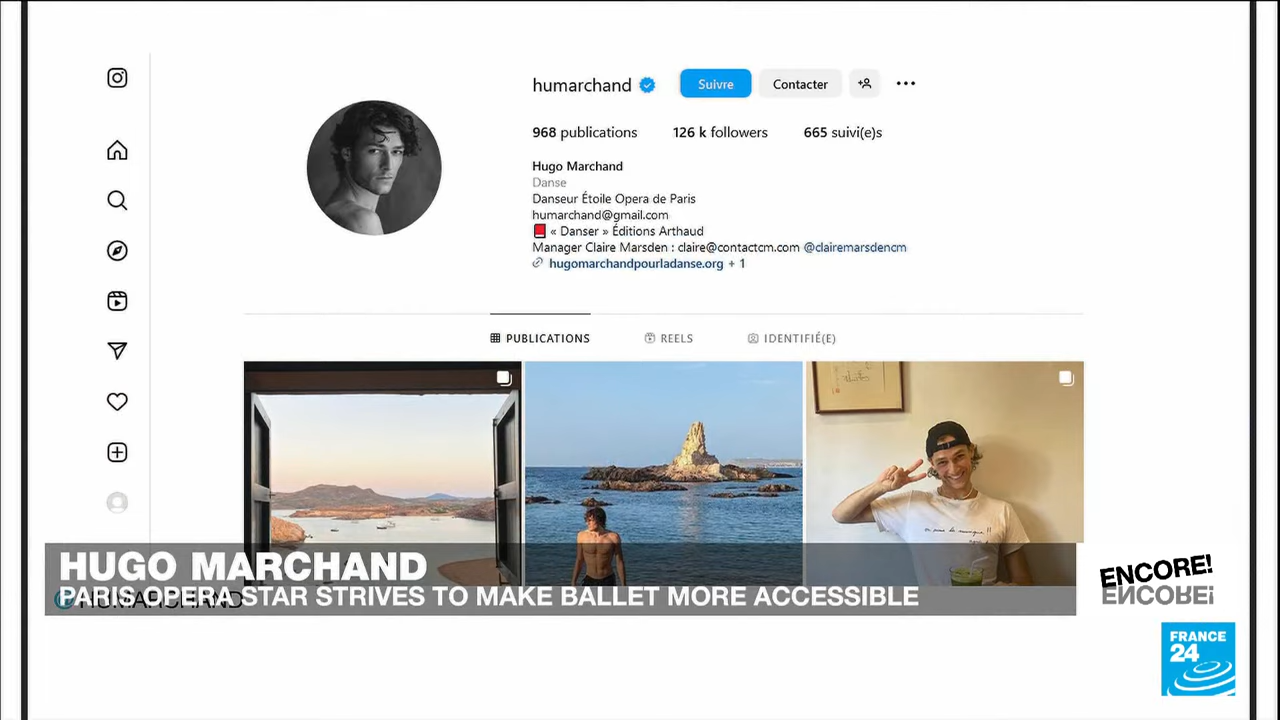 humarchand
Suivre
Contacter
968 publications
126 k followers
665 suivi(e)s
Hugo Marchand
Danse
Danseur Étoile Opera de Paris
humarchand@gmail.com
« Danser » Éditions Arthaud
Manager Claire Marsden : claire@contactcm.com @clairemarsdencm
hugomarchandpourladanse.org + 1
PUBLICATIONS
REELS
IDENTIFIÉ(E)
HUGO MARCHAND
PARIS OPERA STAR STRIVES TO MAKE BALLET MORE ACCESSIBLE
HUMARCHAND
ENCORE!
ENCORE!
FRANCE
24